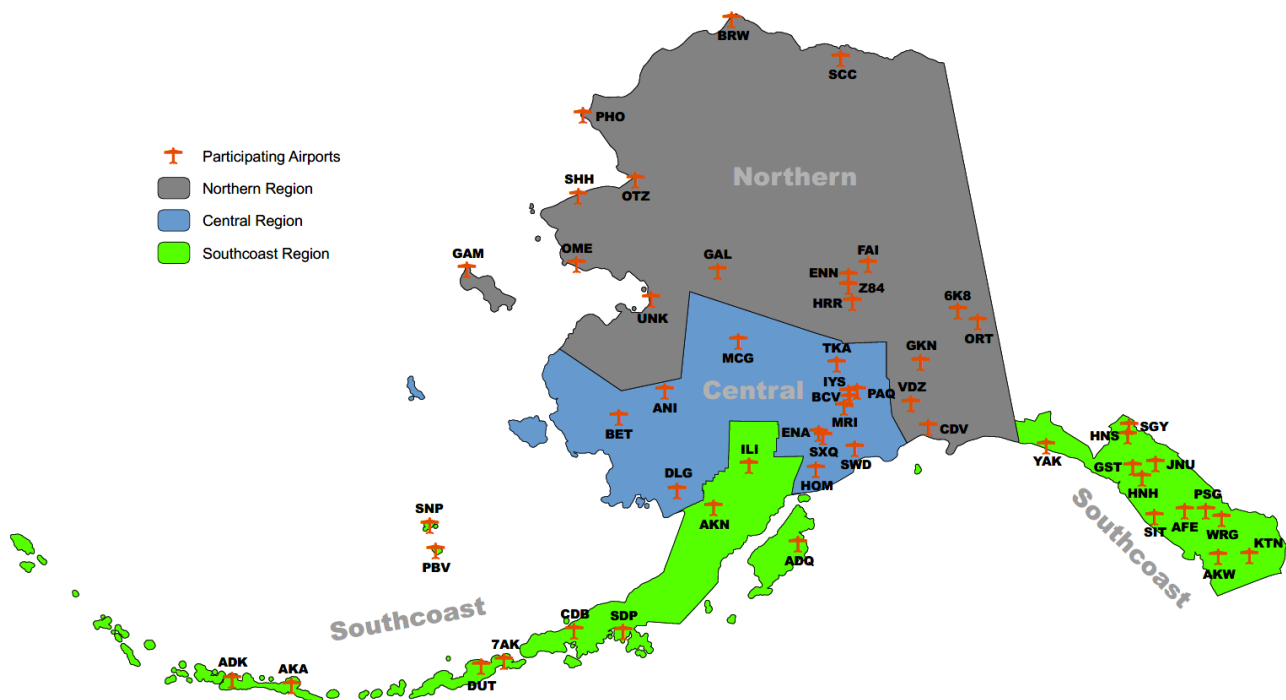 BRW
SCC
PHO
Participating Airports
Northern Region
Central Region
Southcoast Region
Northern
SHH
OTZ
GAM
OME
GAL
FAI
ENN
Z84
HRR
UNK
6K8
ORT
MCG
TKA
GKN
Central
IYS
PAQ
BCV
VDZ
ANI
MRI
BET
ENA
CDV
SXQ
SWD
ILI
HOM
DLG
AKN
YAK
HNS
SGY
GST
JNU
HNH
PSG
SIT
AFE
WRG
KTN
AKW
Southcoast
SNP
PBV
ADQ
Southcoast
CDB
SDP
7AK
DUT
ADK
AKA